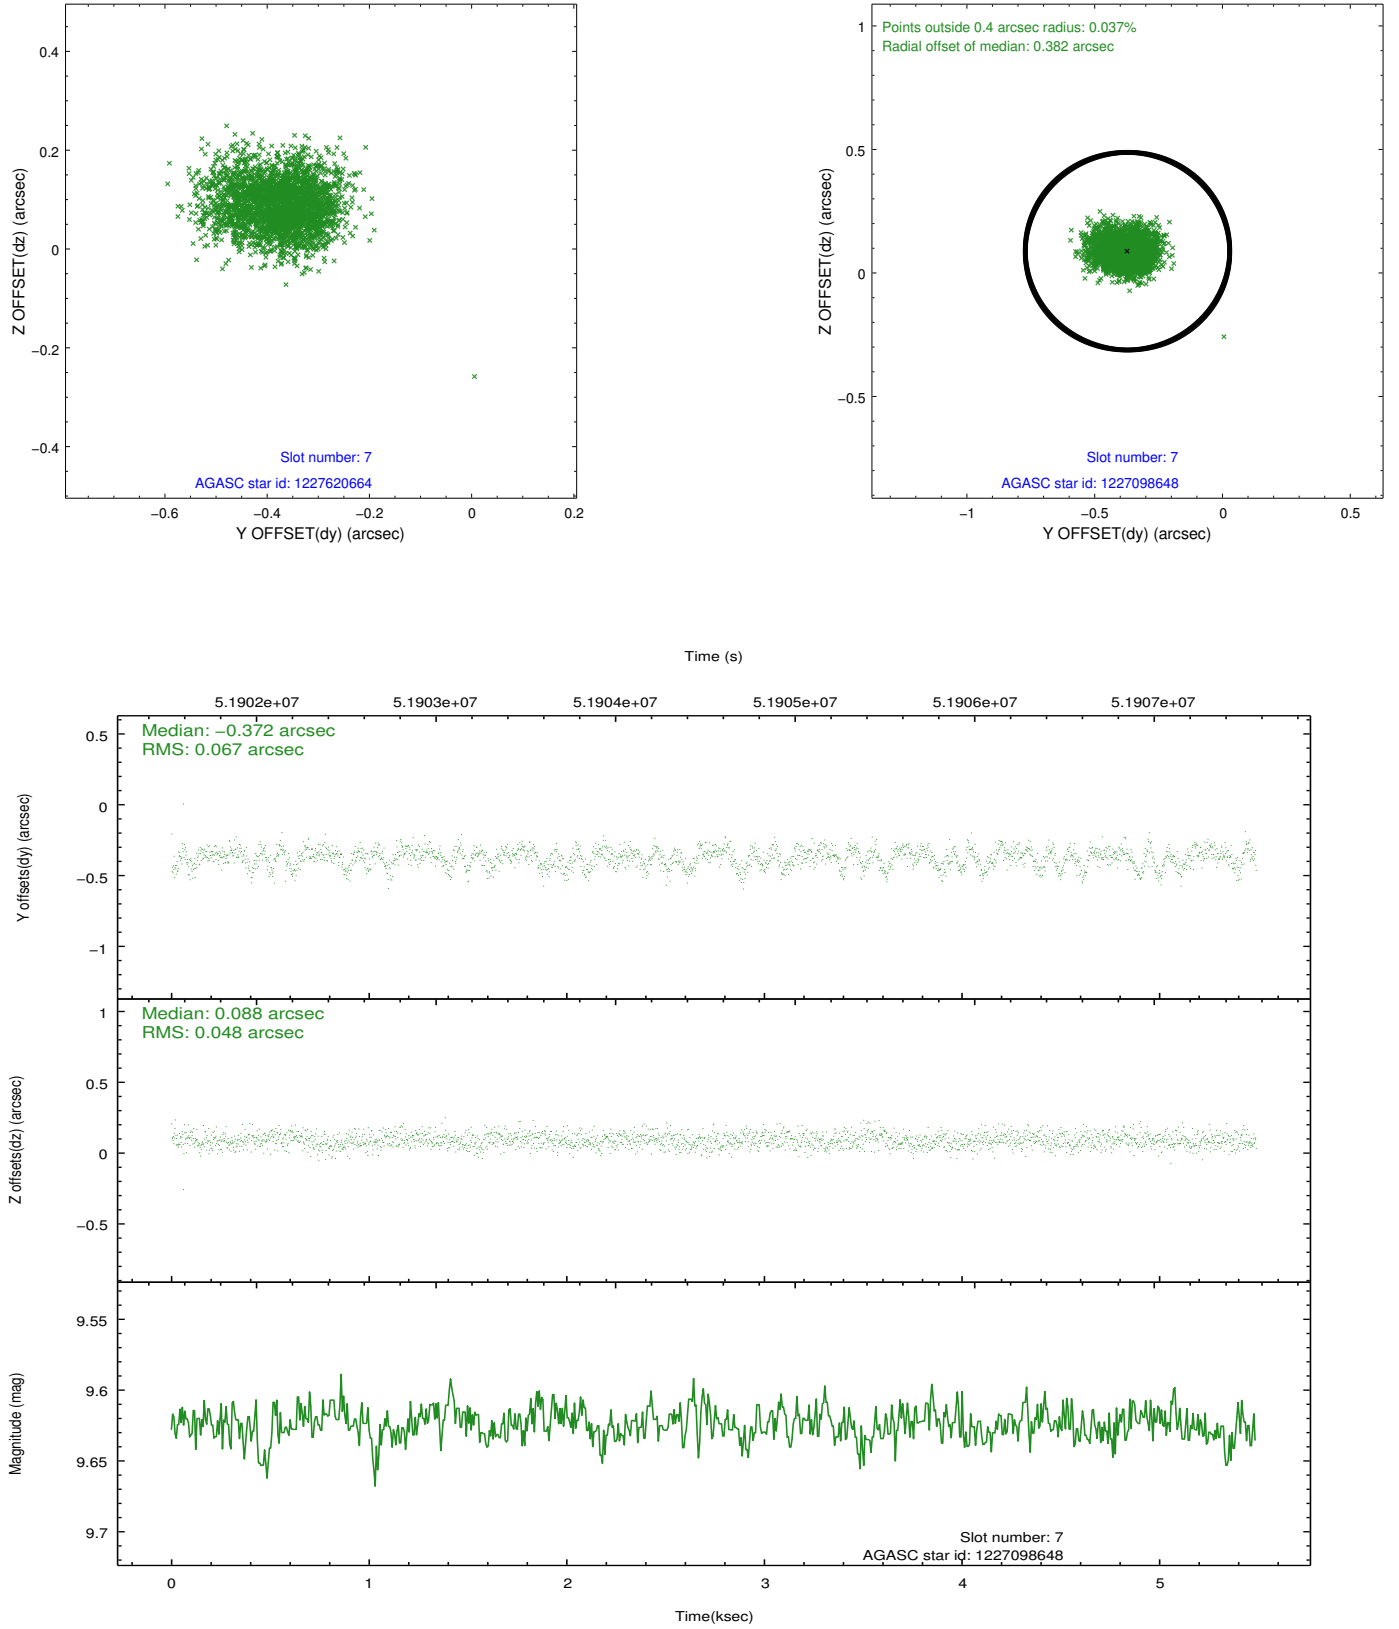 0.4
0.2
0
−0.2
−0.4
Z OFFSET(dz) (arcsec)
Slot number: 7
AGASC star id: 1227620664
−0.6
−0.4
−0.2
0
0.2
Y OFFSET(dy) (arcsec)
Points outside 0.4 arcsec radius: 0.037%
Radial offset of median: 0.382 arcsec
1
0.5
0
−0.5
Z OFFSET(dz) (arcsec)
Slot number: 7
AGASC star id: 1227098648
−1
−0.5
0
0.5
Y OFFSET(dy) (arcsec)
Time (s)
5.1902e+07
5.1903e+07
5.1904e+07
5.1905e+07
5.1906e+07
5.1907e+07
Median: −0.372 arcsec
RMS: 0.067 arcsec
0.5
0
−0.5
−1
Y offsets(dy) (arcsec)
Median: 0.088 arcsec
RMS: 0.048 arcsec
1
0.5
0
−0.5
Z offsets(dz) (arcsec)
9.55
9.6
9.65
9.7
Magnitude (mag)
Slot number: 7
AGASC star id: 1227098648
0
1
2
3
4
5
Time(ksec)